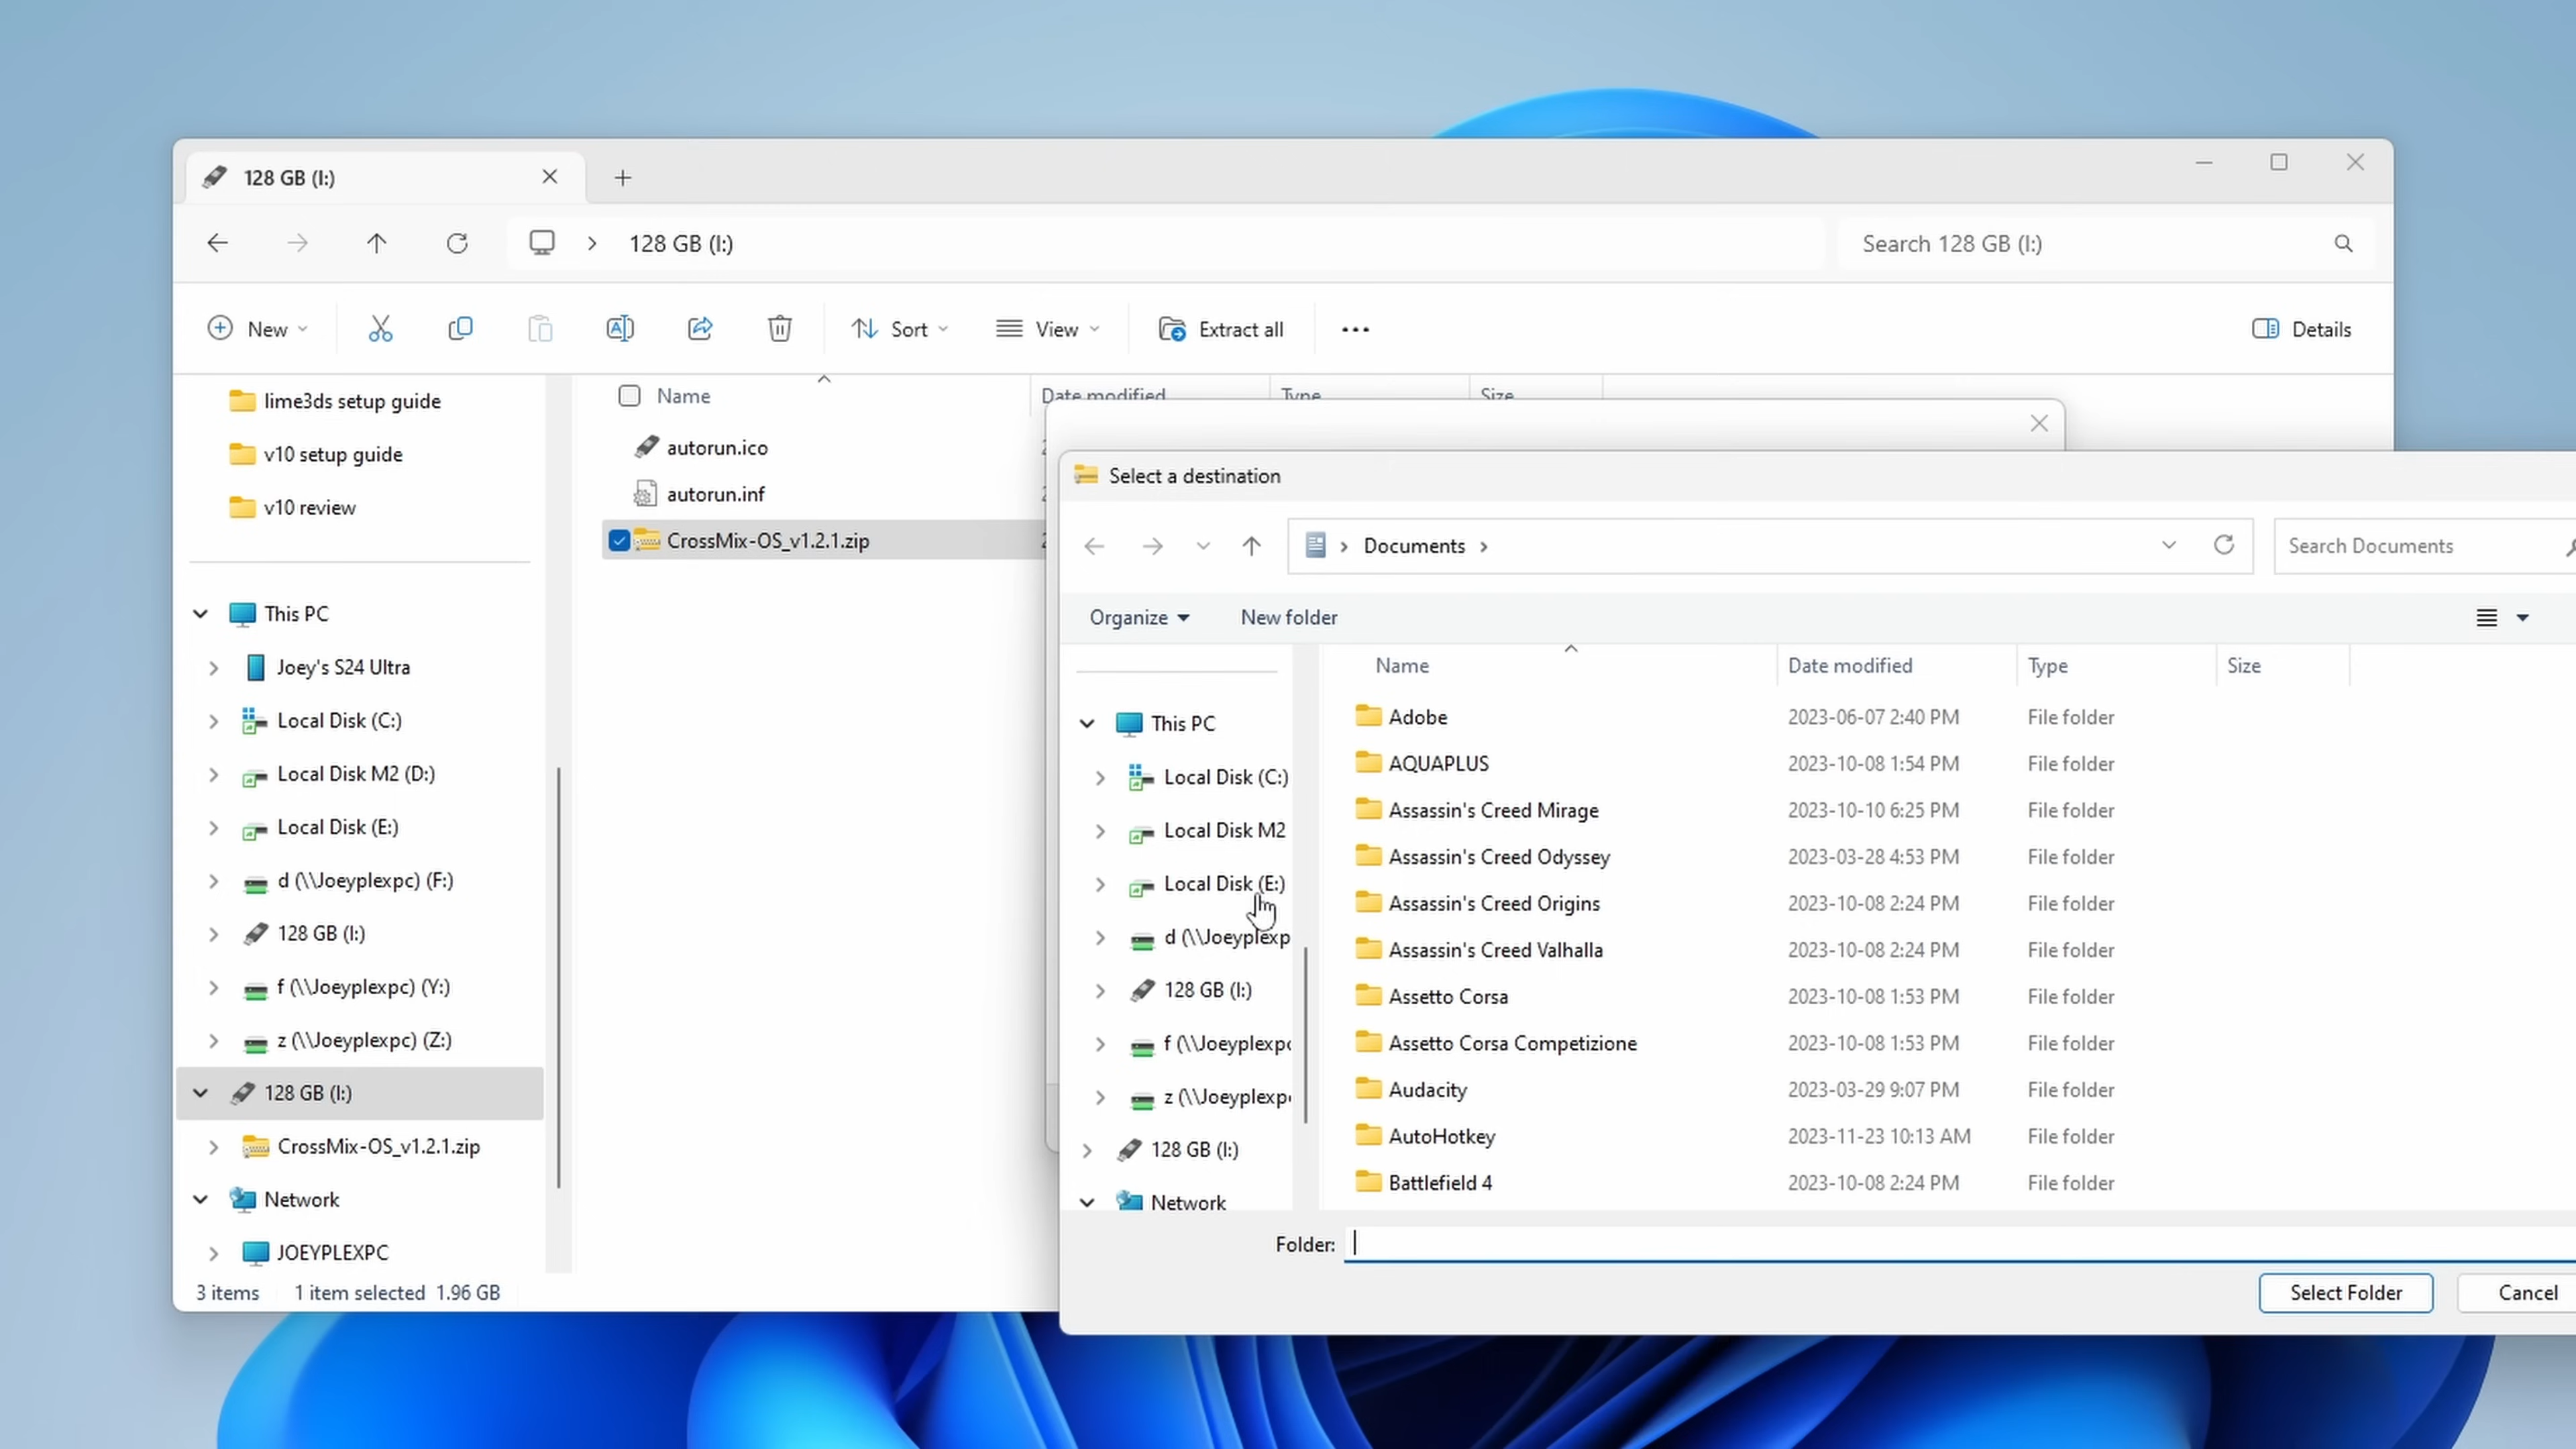 128 GB (I:)
128 GB (I:)
Search 128 GB (I:)
New
Sort
View
Extract all
Details
lime3ds setup guide
v10 setup guide
v10 review
This PC
Joey's S24 Ultra
Local Disk (C:)
Local Disk M2 (D:)
Local Disk (E:)
d (\\Joeyplexpc) (F:)
128 GB (I:)
f (\\Joeyplexpc) (Y:)
z (\\Joeyplexpc) (Z:)
128 GB (I:)
CrossMix-OS_v1.2.1.zip
Network
JOEYPLEXPC
3 items 1 item selected 1.96 GB
Name Date modified Type Size
autorun.ico
autorun.inf
CrossMix-OS_v1.2.1.zip
Select a destination
Documents
Search Documents
Organize New folder
This PC
Local Disk (C:)
Local Disk M2
Local Disk (E:)
d (\\Joeyplexp
128 GB (I:)
f (\\Joeyplexpc
z (\\Joeyplexp
128 GB (I:)
Network
Name Date modified Type Size
Adobe 2023-06-07 2:40 PM File folder
AQUAPLUS 2023-10-08 1:54 PM File folder
Assassin's Creed Mirage 2023-10-10 6:25 PM File folder
Assassin's Creed Odyssey 2023-03-28 4:53 PM File folder
Assassin's Creed Origins 2023-10-08 2:24 PM File folder
Assassin's Creed Valhalla 2023-10-08 2:24 PM File folder
Assetto Corsa 2023-10-08 1:53 PM File folder
Assetto Corsa Competizione 2023-10-08 1:53 PM File folder
Audacity 2023-03-29 9:07 PM File folder
AutoHotkey 2023-11-23 10:13 AM File folder
Battlefield 4 2023-10-08 2:24 PM File folder
Folder:
Select Folder Cancel